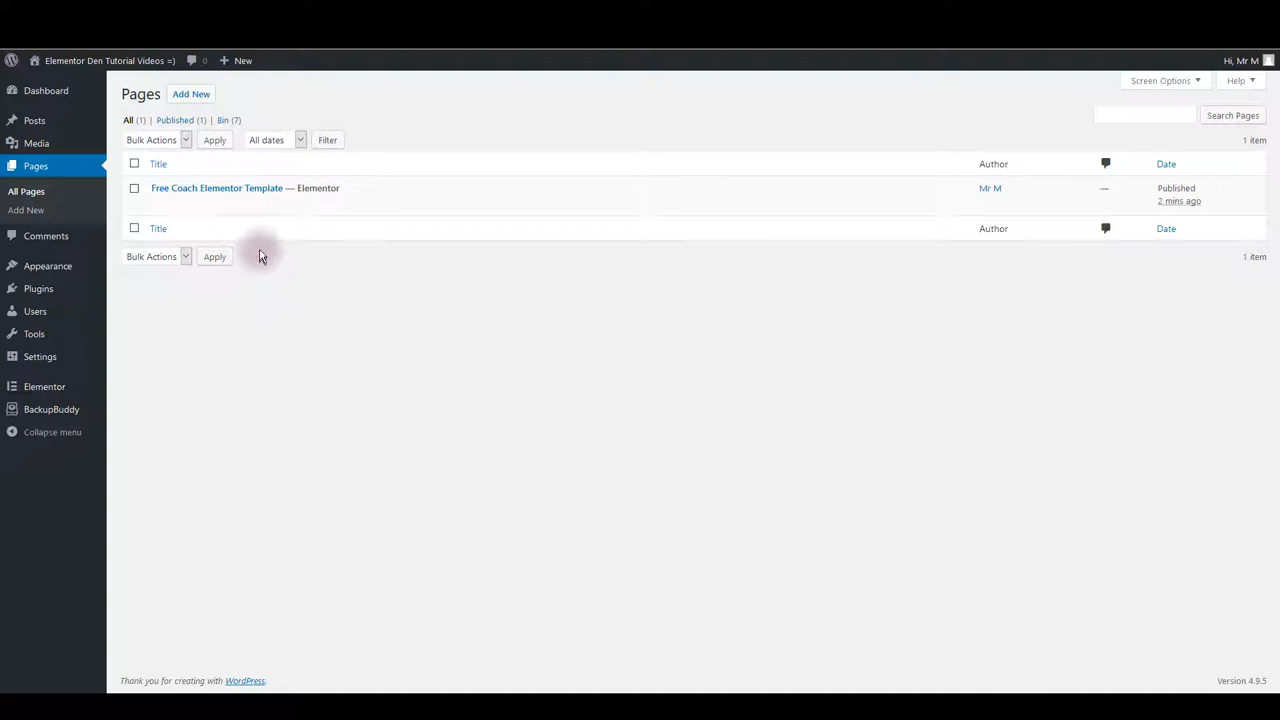 Elementor Den Tutorial Videos =) 0 New Hi, Mr M
Dashboard
Posts
Media
Pages
All Pages
Add New
Comments
Appearance
Plugins
Users
Tools
Settings
Elementor
BackupBuddy
Collapse menu
Screen Options Help
Pages Add New
All (1) | Published (1) | Bin (7)
Search Pages
Bulk Actions Apply All dates Filter 1 item
Title Author Date
Free Coach Elementor Template — Elementor Mr M — Published
2 mins ago
Title Author Date
Bulk Actions Apply 1 item
Thank you for creating with WordPress. Version 4.9.5